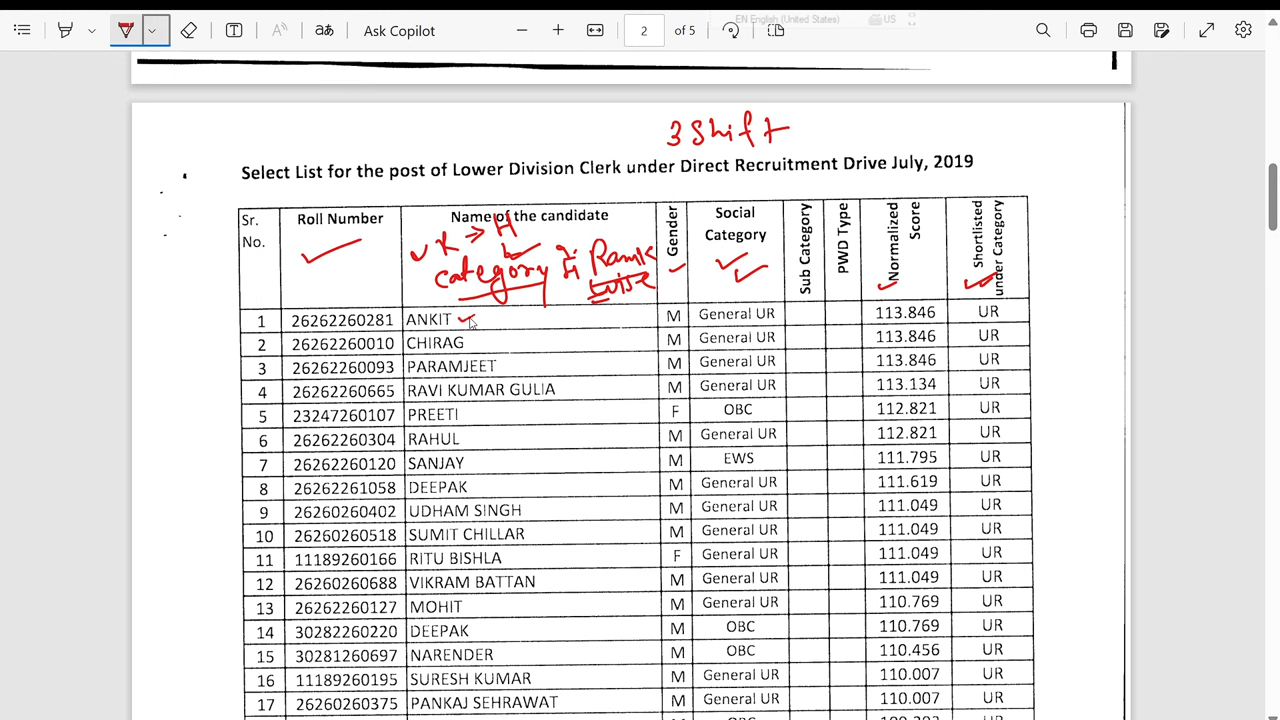 EN English (United States) US
Ask Copilot 2 of 5
3 Shift
Select List for the post of Lower Division Clerk under Direct Recruitment Drive July, 2019
Sr. No. Roll Number Name of the candidate Gender Social Category Sub Category PWD Type Normalized Score Shortlisted under Category
K → H
category Rank
wise
1 26262260281 ANKIT M General UR 113.846 UR
2 26262260010 CHIRAG M General UR 113.846 UR
3 26262260093 PARAMJEET M General UR 113.846 UR
4 26262260665 RAVI KUMAR GULIA M General UR 113.134 UR
5 23247260107 PREETI F OBC 112.821 UR
6 26262260304 RAHUL M General UR 112.821 UR
7 26262260120 SANJAY M EWS 111.795 UR
8 26262261058 DEEPAK M General UR 111.619 UR
9 26260260402 UDHAM SINGH M General UR 111.049 UR
10 26260260518 SUMIT CHILLAR M General UR 111.049 UR
11 11189260166 RITU BISHLA F General UR 111.049 UR
12 26260260688 VIKRAM BATTAN M General UR 111.049 UR
13 26262260127 MOHIT M General UR 110.769 UR
14 30282260220 DEEPAK M OBC 110.769 UR
15 30281260697 NARENDER M OBC 110.456 UR
16 11189260195 SURESH KUMAR M General UR 110.007 UR
17 26260260375 PANKAJ SEHRAWAT M General UR 110.007 UR